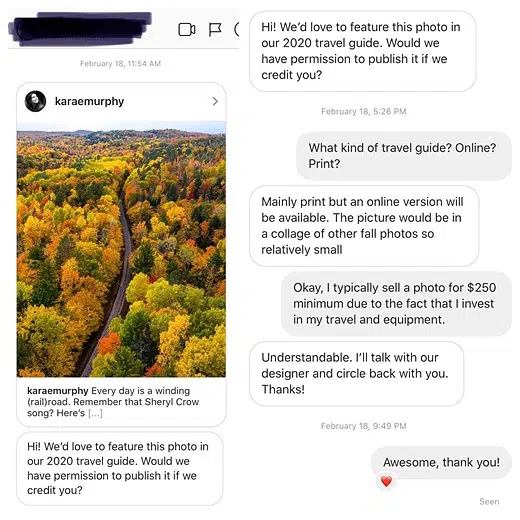 February 18, 11:54 AM
karaemurphy
karaemurphy Every day is a winding
(rail)road. Remember that Sheryl Crow
song? Here's [...]
Hi! We'd love to feature this photo in
our 2020 travel guide. Would we
have permission to publish it if we
credit you?
Hi! We'd love to feature this photo in
our 2020 travel guide. Would we
have permission to publish it if we
credit you?
February 18, 5:26 PM
What kind of travel guide? Online?
Print?
Mainly print but an online version will
be available. The picture would be in
a collage of other fall photos so
relatively small
Okay, I typically sell a photo for $250
minimum due to the fact that I invest
in my travel and equipment.
Understandable. I'll talk with our
designer and circle back with you.
Thanks!
February 18, 9:49 PM
Awesome, thank you!
Seen